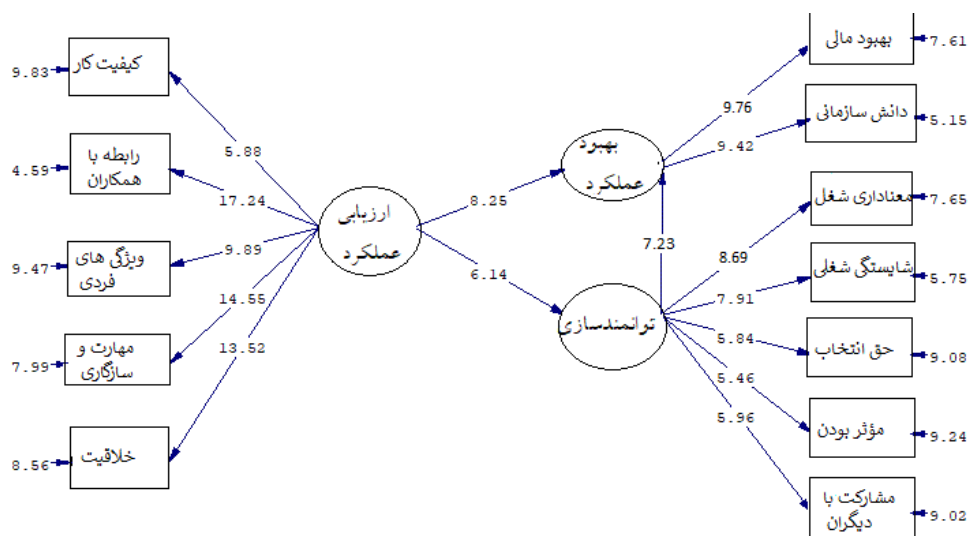 کیفیت کار
9.83
رابطه با
همکاران
4.59
ویژگی های
فردی
9.47
مهارت و
سازگاری
7.99
خلاقیت
8.56
5.88
17.24
9.89
14.55
13.52
ارزیابی
عملکرد
8.25
6.14
بهبرد
عملکرد
7.23
توانمندسازی
9.76
9.42
8.69
7.91
5.84
5.46
5.96
بهبود مالی
7.61
دانش سازمانی
5.15
معناداری شغل
7.65
شایستگی شغلی
5.75
حق انتخاب
9.08
مؤثر بودن
9.24
مشارکت با
دیگران
9.02